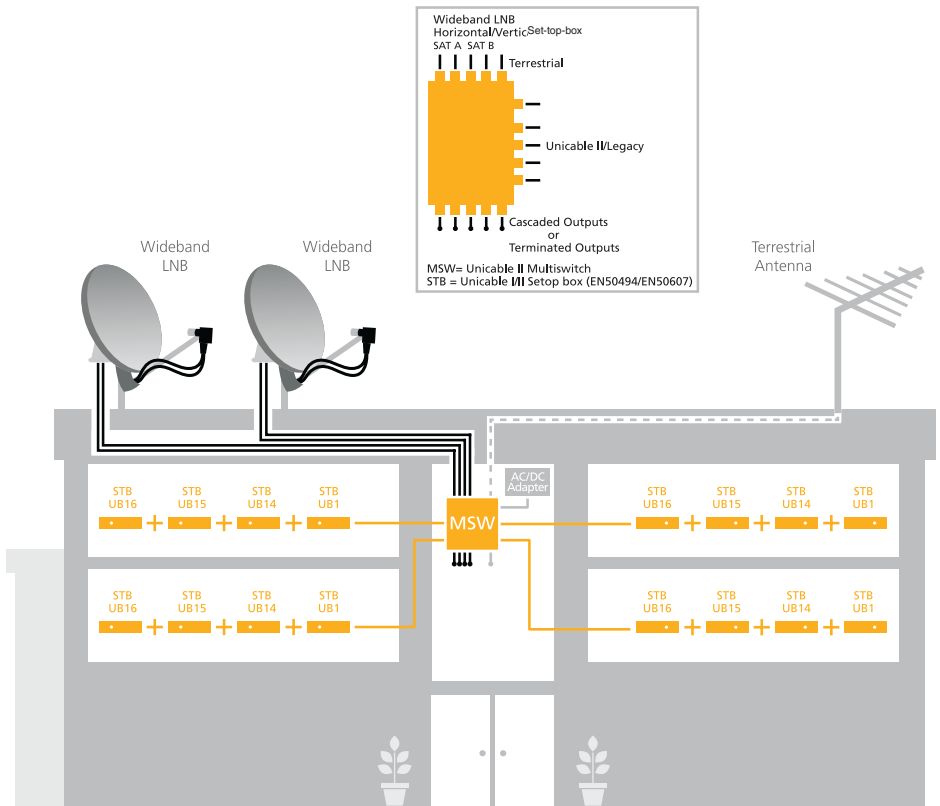 Wideband LNB
Horizontal/Vertic Set-top-box
SAT A SAT B
Terrestrial
Unicable II/Legacy
Cascaded Outputs
or
Terminated Outputs
MSW= Unicable II Multiswitch
STB = Unicable I/II Setop box (EN50494/EN50607)
Wideband
LNB
Wideband
LNB
Terrestrial
Antenna
AC/DC
Adapter
MSW
STB
UB16
STB
UB15
STB
UB14
STB
UB1
STB
UB16
STB
UB15
STB
UB14
STB
UB1
STB
UB16
STB
UB15
STB
UB14
STB
UB1
STB
UB16
STB
UB15
STB
UB14
STB
UB1